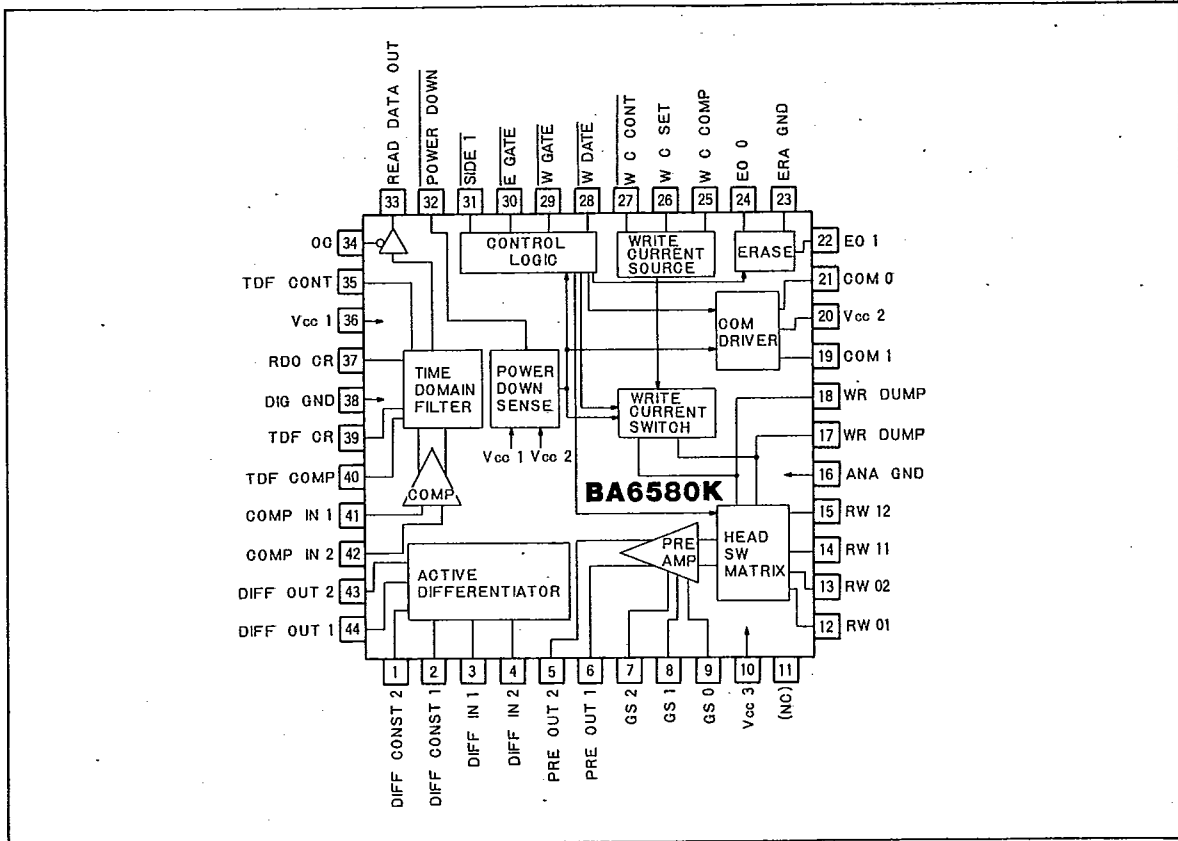 READ DATA OUT
POWER DOWN
SIDE 1
E GATE
W GATE
W DATE
W C CONT
W C SET
W C COMP
EO 0
ERA GND
33
32
31
30
29
28
27
26
25
24
23
OC 34
TDF CONT 35
Vcc 1 36
RDO CR 37
DIG GND 38
TDF CR 39
TDF COMP 40
COMP IN 1 41
COMP IN 2 42
DIFF OUT 2 43
DIFF OUT 1 44
CONTROL
LOGIC
WRITE
CURRENT
SOURCE
ERASE
COM
DRIVER
TIME
DOMAIN
FILTER
POWER
DOWN
SENSE
WRITE
CURRENT
SWITCH
Vcc 1 Vcc 2
COMP
BA6580K
PRE
AMP
HEAD
SW
MATRIX
ACTIVE
DIFFERENTIATOR
22 EO 1
21 COM 0
20 Vcc 2
19 COM 1
18 WR DUMP
17 WR DUMP
16 ANA GND
15 RW 12
14 RW 11
13 RW 02
12 RW 01
1
2
3
4
5
6
7
8
9
10
11
DIFF CONST 2
DIFF CONST 1
DIFF IN 1
DIFF IN 2
PRE OUT 2
PRE OUT 1
GS 2
GS 1
GS 0
Vcc 3
(NC)